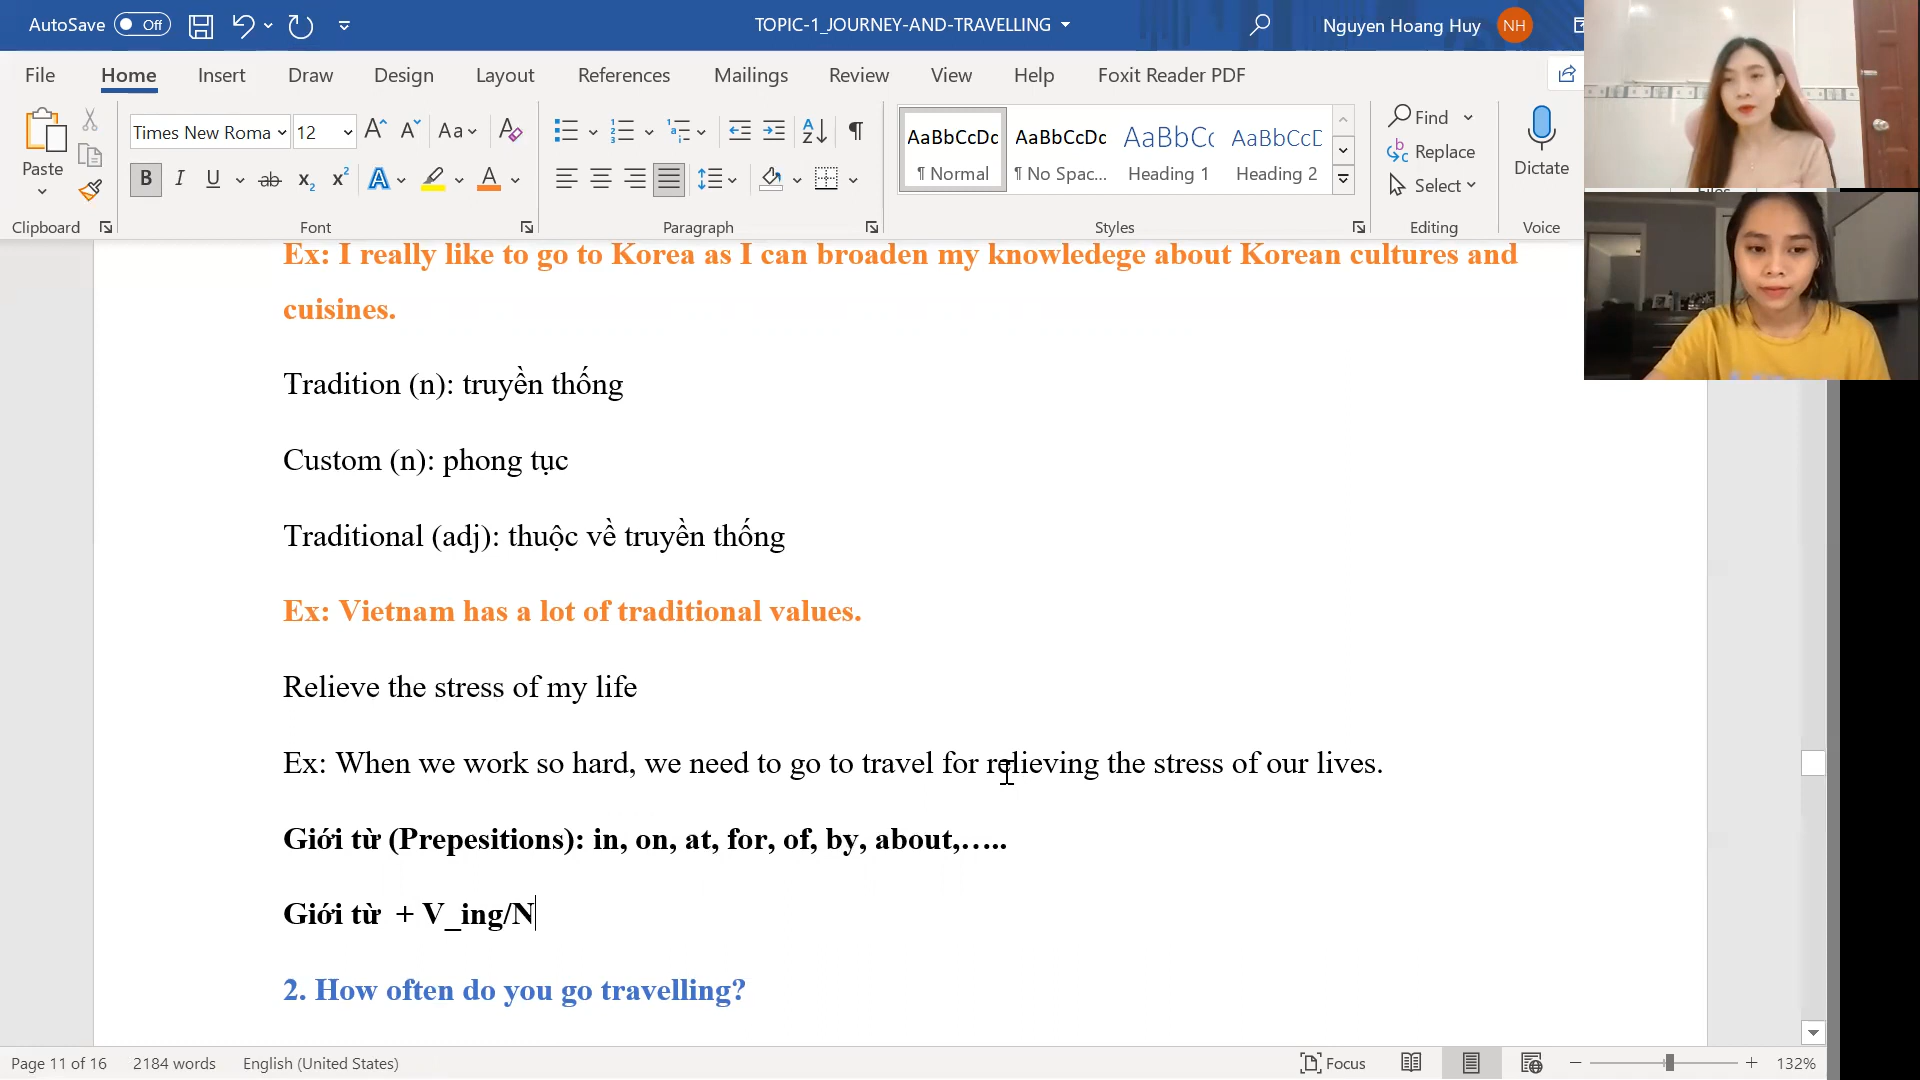 AutoSave Off TOPIC-1_JOURNEY-AND-TRAVELLING Nguyen Hoang Huy NH
File Home Insert Draw Design Layout References Mailings Review View Help Foxit Reader PDF
Times New Roma 12 Aa AaBbCcDc AaBbCcDc AaBbCc AaBbCcD Find
Paste Replace
B I U ab x2 x2 A A ¶ Normal ¶ No Spac... Heading 1 Heading 2 Select Dictate
Clipboard Font Paragraph Styles Editing Voice
Ex: I really like to go to Korea as I can broaden my knowledege about Korean cultures and
cuisines.
Tradition (n): truyền thống
Custom (n): phong tục
Traditional (adj): thuộc về truyền thống
Ex: Vietnam has a lot of traditional values.
Relieve the stress of my life
Ex: When we work so hard, we need to go to travel for relieving the stress of our lives.
Giới từ (Prepesitions): in, on, at, for, of, by, about,…..
Giới từ + V_ing/N
2. How often do you go travelling?
Page 11 of 16 2184 words English (United States) Focus 132%